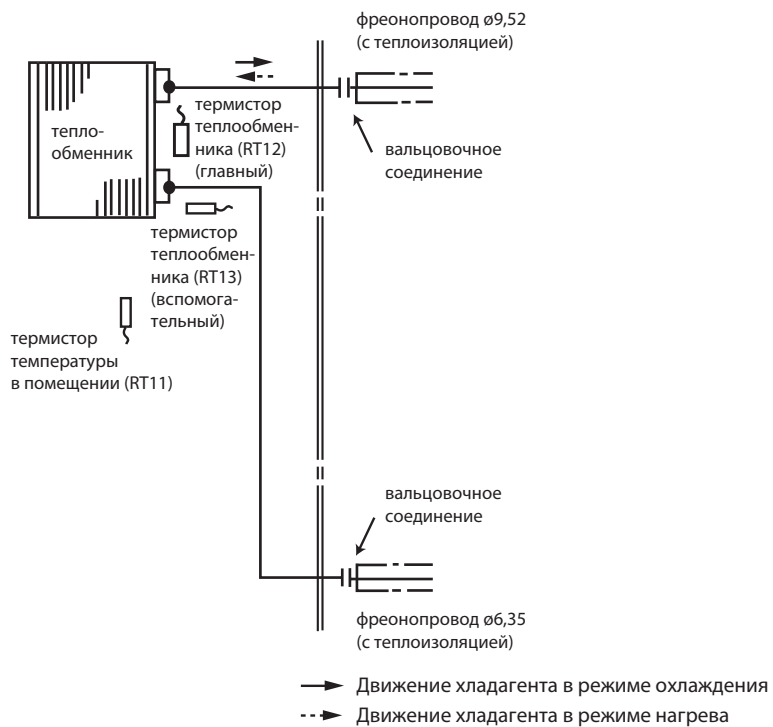 фреонопровод ø9,52
(с теплоизоляцией)
тепло-
обменник
термистор
теплообмен-
ника (RT12)
(главный)
вальцовочное
соединение
термистор
теплообмен-
ника (RT13)
(вспомога-
тельный)
термистор
температуры
в помещении (RT11)
вальцовочное
соединение
фреонопровод ø6,35
(с теплоизоляцией)
Движение хладагента в режиме охлаждения
Движение хладагента в режиме нагрева